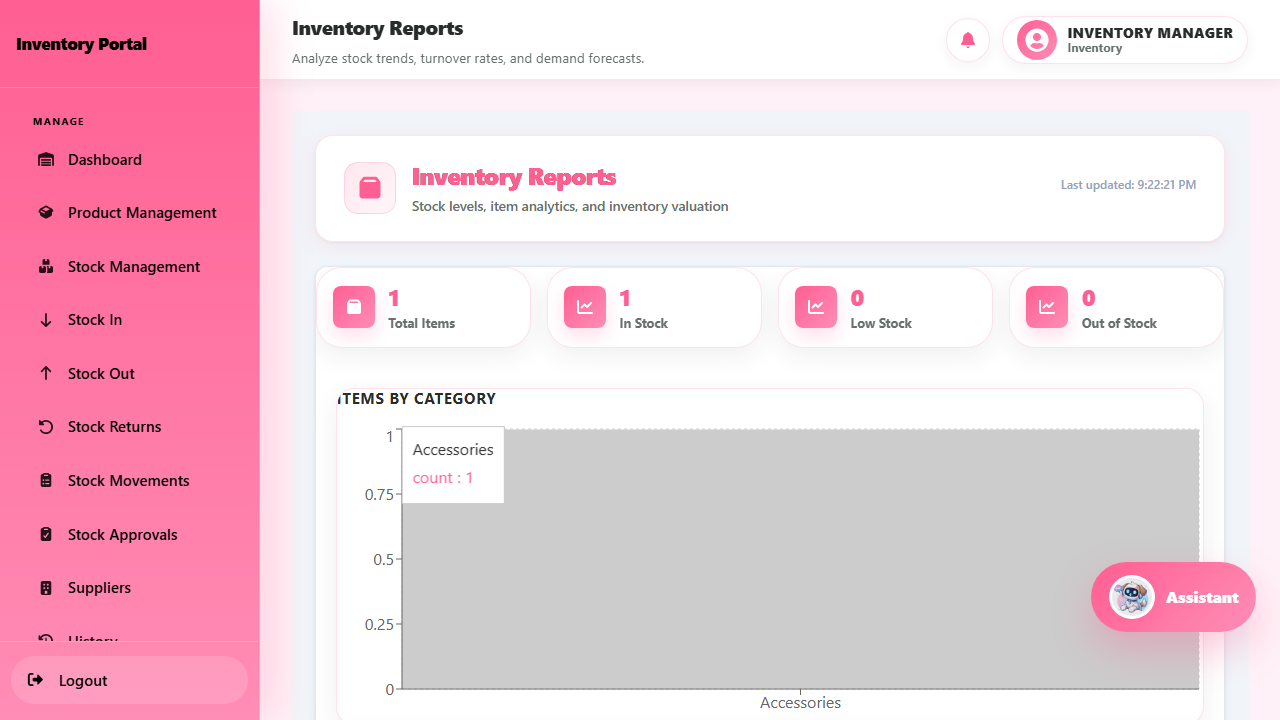 Inventory Portal
MANAGE
Dashboard
Product Management
Stock Management
Stock In
Stock Out
Stock Returns
Stock Movements
Stock Approvals
Suppliers
History
Logout
Inventory Reports
Analyze stock trends, turnover rates, and demand forecasts.
INVENTORY MANAGER
Inventory
Inventory Reports
Stock levels, item analytics, and inventory valuation
Last updated: 9:22:21 PM
1
Total Items
1
In Stock
0
Low Stock
0
Out of Stock
ITEMS BY CATEGORY
1
0.75
0.5
0.25
0
Accessories
count : 1
Accessories
Assistant